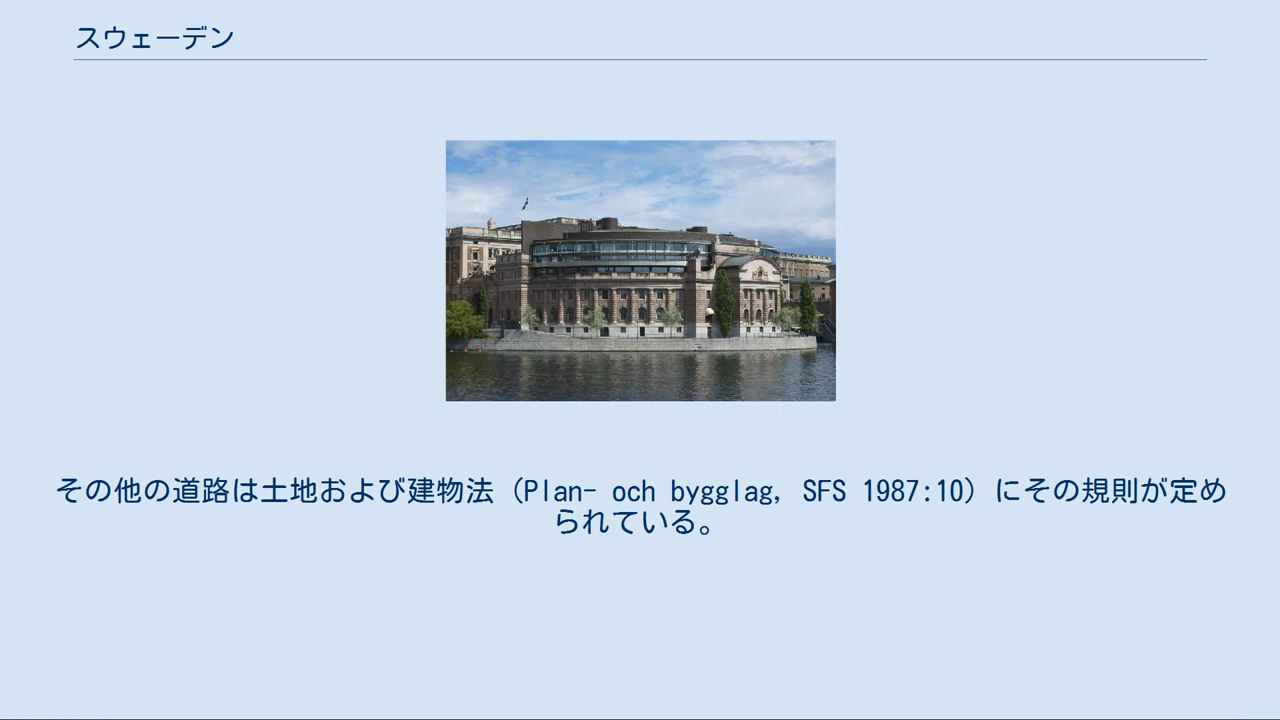 スウェーデン
その他の道路は土地および建物法（Plan- och bygglag, SFS 1987:10）にその規則が定め
られている。